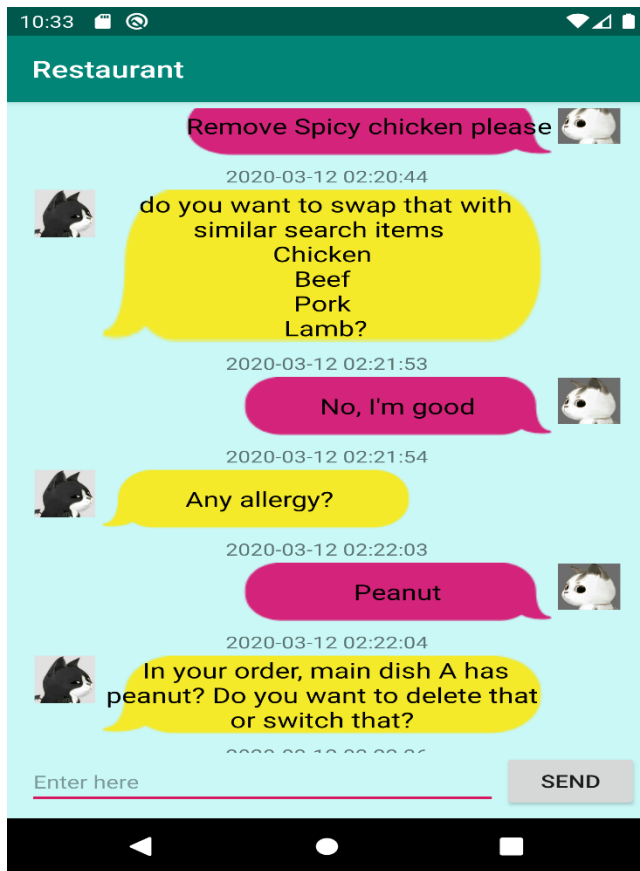 10:33
Restaurant
Remove Spicy chicken please
2020-03-12 02:20:44
do you want to swap that with
similar search items
Chicken
Beef
Pork
Lamb?
2020-03-12 02:21:53
No, I'm good
2020-03-12 02:21:54
Any allergy?
2020-03-12 02:22:03
Peanut
2020-03-12 02:22:04
In your order, main dish A has
peanut? Do you want to delete that
or switch that?
Enter here
SEND